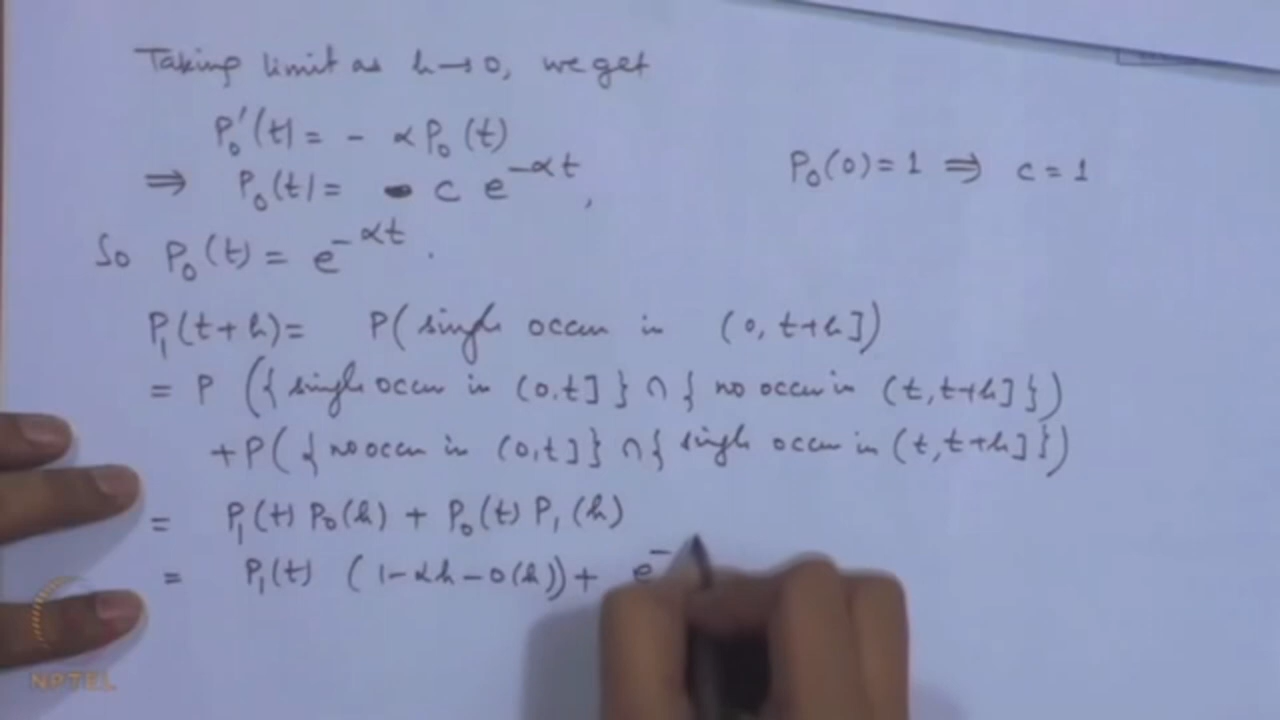 Taking limit as h→0, we get
P₀'(t) = - αP₀(t)
⇒ P₀(t) = c e^{-αt}, P₀(0) = 1 ⇒ c = 1
So P₀(t) = e^{-αt}.
P₁(t+h) = P(single occur in (0, t+h])
= P ({single occur in (0,t]} ∩ {no occur in (t,t+h]})
+P({no occur in (0,t]} ∩ {single occur in (t,t+h]})
= P₁(t) P₀(h) + P₀(t) P₁(h)
= P₁(t) (1-αh-o(h)) + e^-
NPTEL